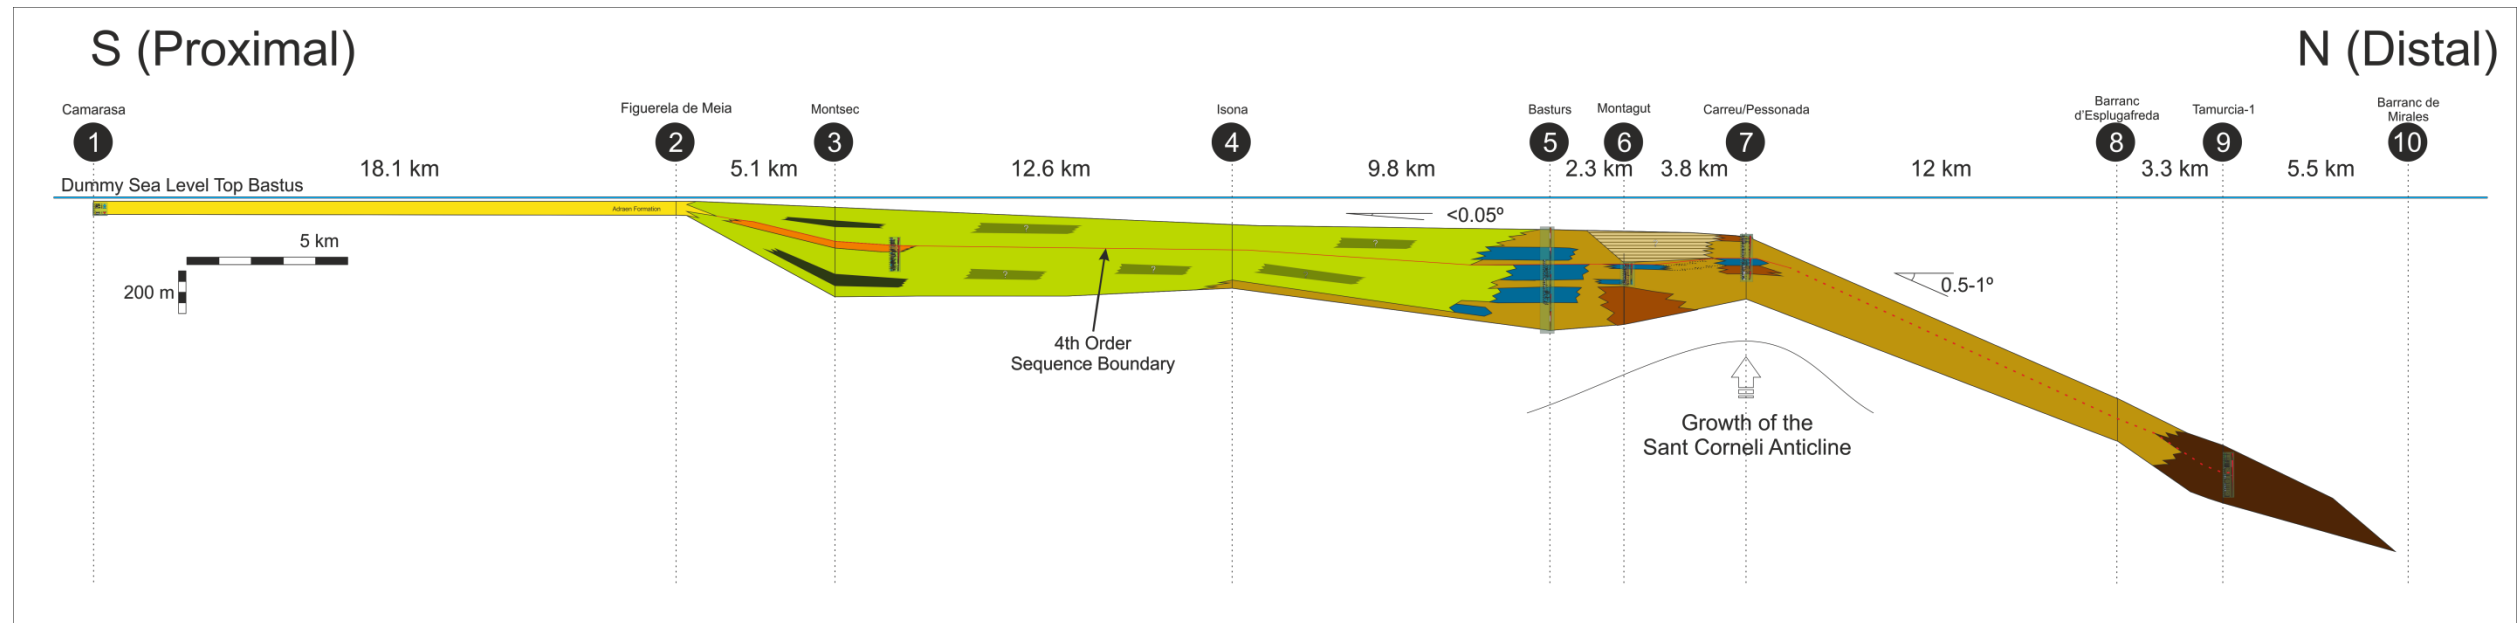 S (Proximal)
N (Distal)
Camarasa
Figuerela de Meia
Montsec
Isona
Basturs
Montagut
Carreu/Pessonada
Barranc
d'Esplugafreda
Tamurcia-1
Barranc de
Mirales
1
2
3
4
5
6
7
8
9
10
18.1 km
5.1 km
12.6 km
9.8 km
2.3 km
3.8 km
12 km
3.3 km
5.5 km
Dummy Sea Level Top Bastus
Adraen Formation
5 km
200 m
<0.05º
0.5-1º
?
?
?
?
4th Order
Sequence Boundary
Growth of the
Sant Corneli Anticline